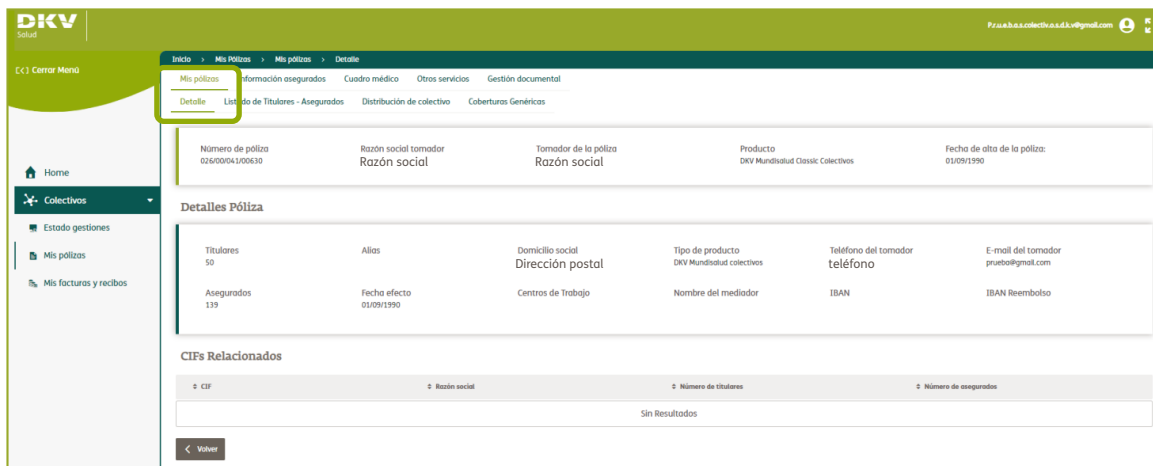 DKV
Salud
P.r.u.e.b.a.s.colectiv.o.s.d.k.v@gmail.com
[<] Cerrar Menú
Inicio > Mis Pólizas > Mis pólizas > Detalle
Mis pólizas Información asegurados Cuadro médico Otros servicios Gestión documental
Detalle Listado de Titulares - Asegurados Distribución de colectivo Coberturas Genéricas
Home
Colectivos
Estado gestiones
Mis pólizas
Mis facturas y recibos
Número de póliza Razón social tomador Tomador de la póliza Producto Fecha de alta de la póliza:
026/00/041/00630 Razón social Razón social DKV Mundisalud Classic Colectivos 01/09/1990
Detalles Póliza
Titulares Alias Domicilio social Tipo de producto Teléfono del tomador E-mail del tomador
50 Dirección postal DKV Mundisalud colectivos teléfono prueba@gmail.com
Asegurados Fecha efecto Centros de Trabajo Nombre del mediador IBAN IBAN Reembolso
139 01/09/1990
CIFs Relacionados
CIF Razón social Número de titulares Número de asegurados
Sin Resultados
< Volver